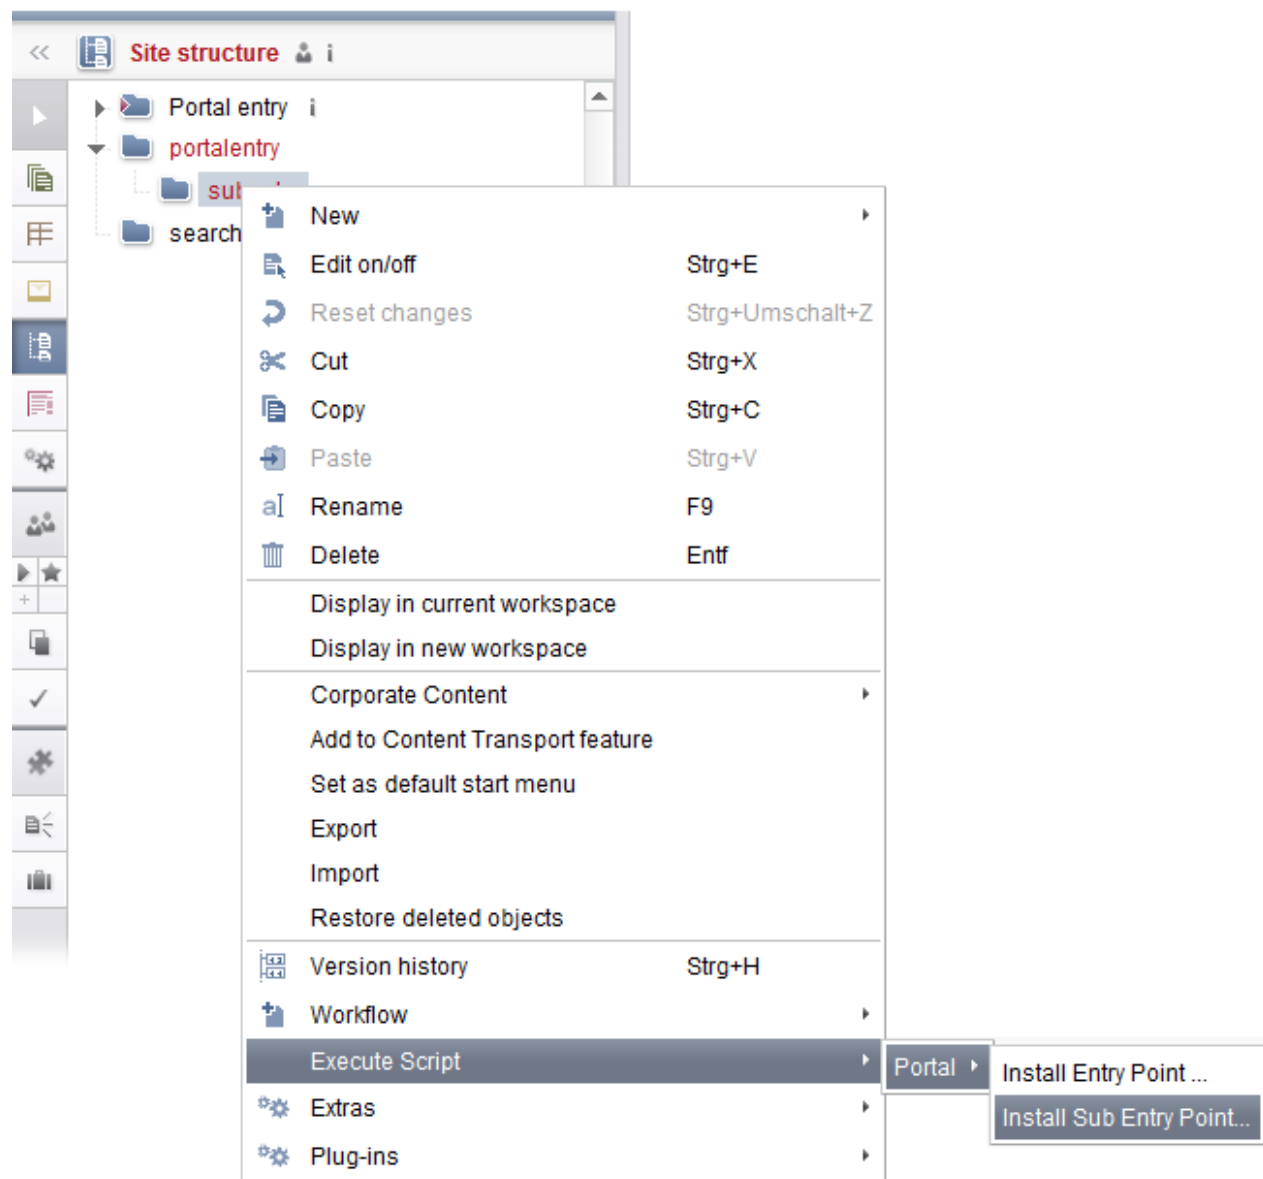 Site structure
Portal entry
portalentry
search
New
Edit on/off Strg+E
Reset changes Strg+Umschalt+Z
Cut Strg+X
Copy Strg+C
Paste Strg+V
Rename F9
Delete Entf
Display in current workspace
Display in new workspace
Corporate Content
Add to Content Transport feature
Set as default start menu
Export
Import
Restore deleted objects
Version history Strg+H
Workflow
Execute Script
Portal
Install Entry Point ...
Install Sub Entry Point...
Extras
Plug-ins